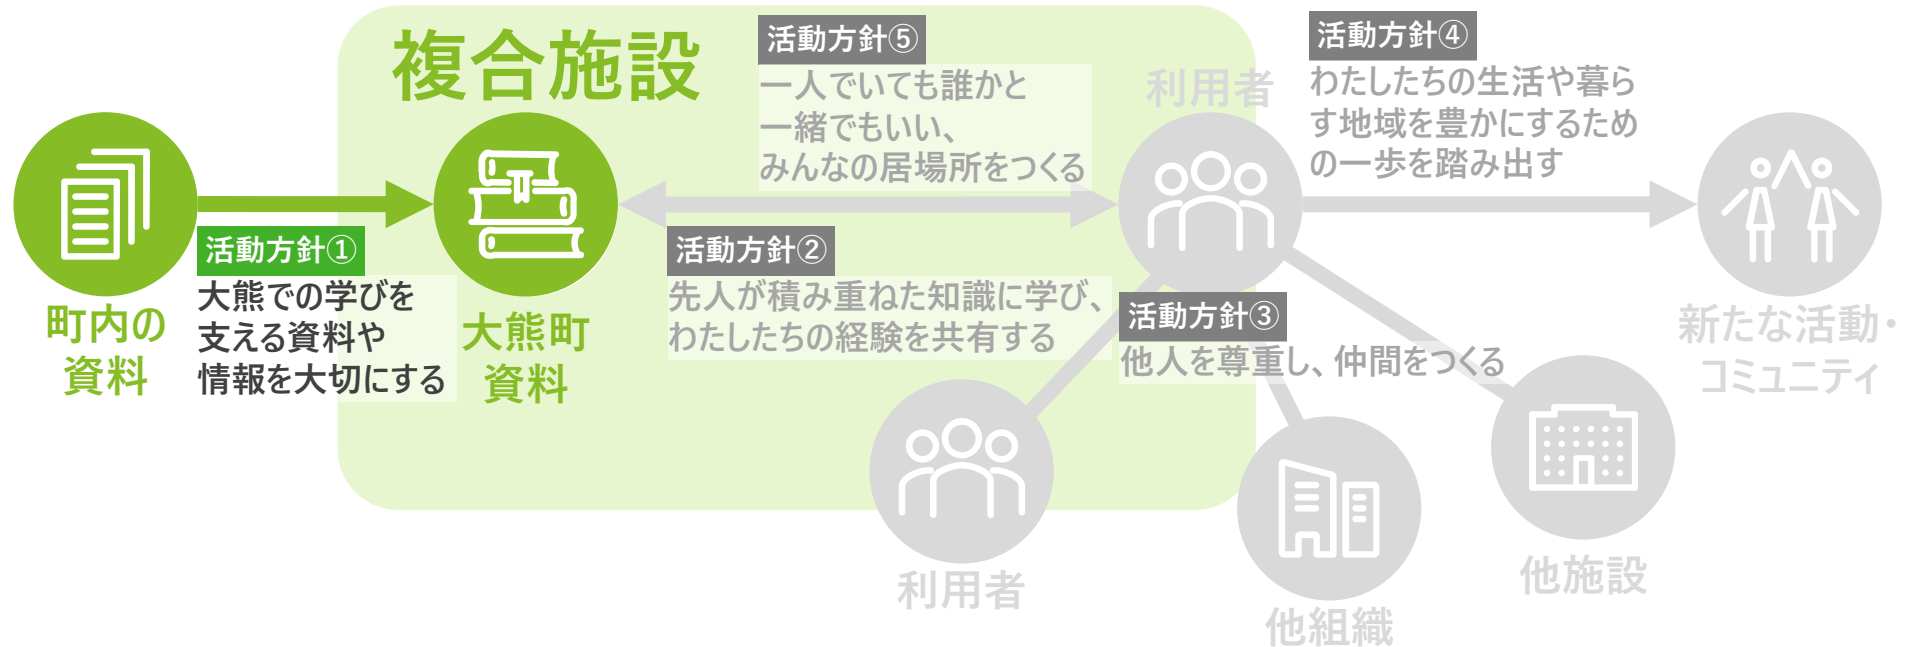 複合施設
町内の
資料
活動方針①
大熊での学びを
支える資料や
情報を大切にする
大熊町
資料
活動方針⑤
一人でいても誰かと
一緒でもいい、
みんなの居場所をつくる
活動方針②
先人が積み重ねた知識に学び、
わたしたちの経験を共有する
利用者
活動方針③
他人を尊重し、仲間をつくる
利用者
他組織
他施設
活動方針④
わたしたちの生活や暮ら
す地域を豊かにするため
の一歩を踏み出す
新たな活動・
コミュニティ